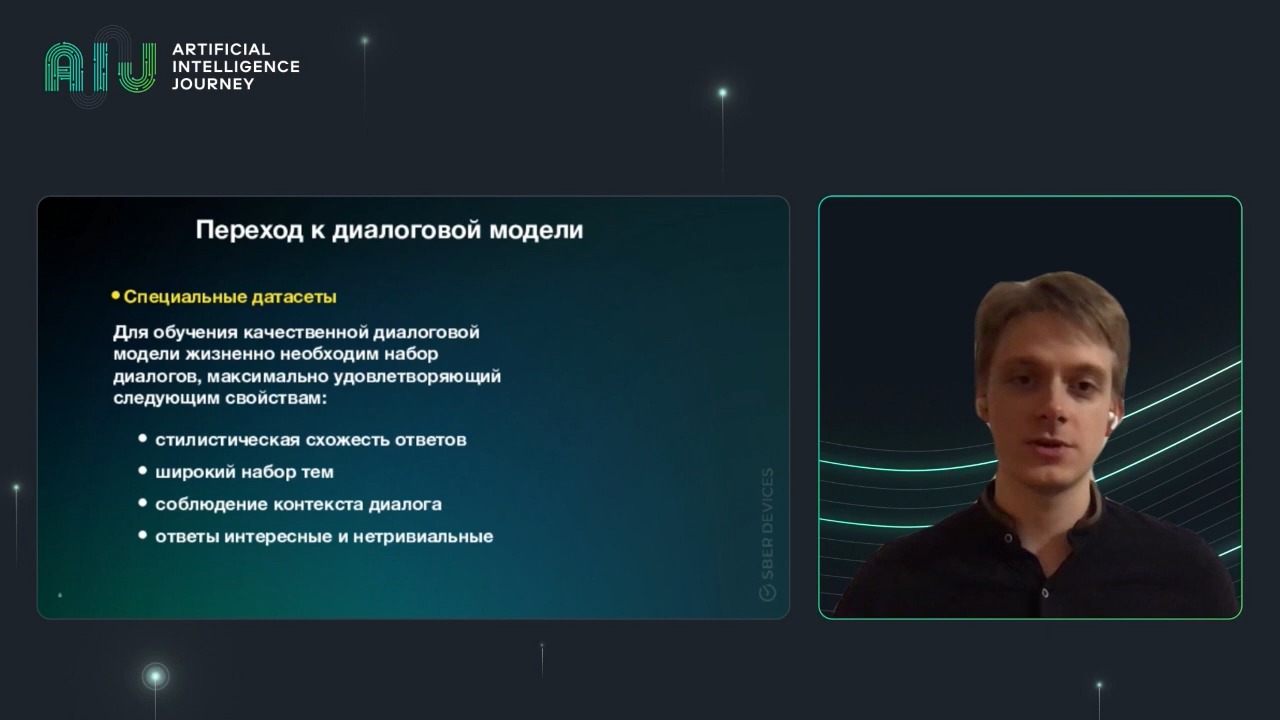 ARTIFICIAL
INTELLIGENCE
JOURNEY
Переход к диалоговой модели
• Специальные датасеты
Для обучения качественной диалоговой
модели жизненно необходим набор
диалогов, максимально удовлетворяющий
следующим свойствам:
• стилистическая схожесть ответов
• широкий набор тем
• соблюдение контекста диалога
• ответы интересные и нетривиальные
SBER DEVICES